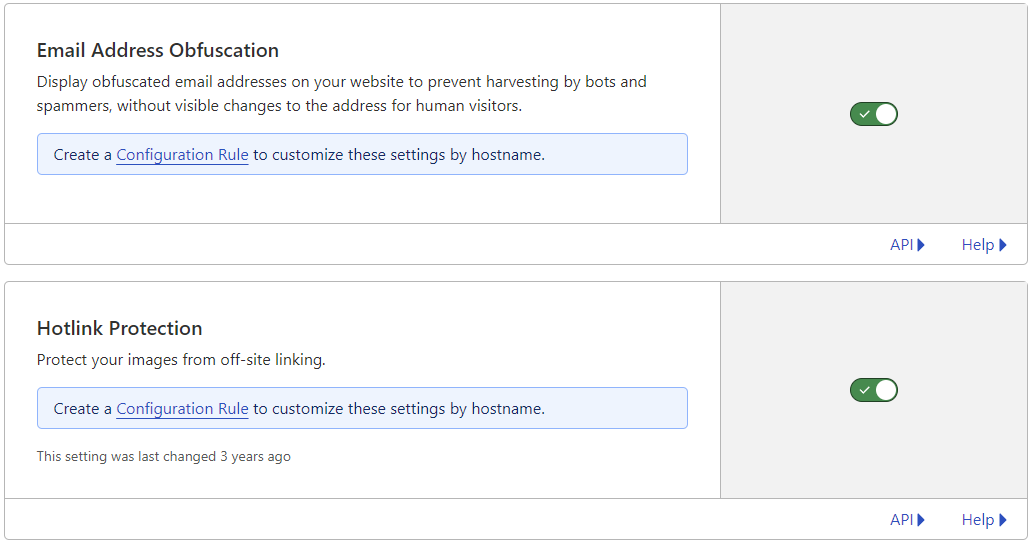 Email Address Obfuscation
Display obfuscated email addresses on your website to prevent harvesting by bots and
spammers, without visible changes to the address for human visitors.
Create a Configuration Rule to customize these settings by hostname.
API
Help
Hotlink Protection
Protect your images from off-site linking.
Create a Configuration Rule to customize these settings by hostname.
This setting was last changed 3 years ago
API
Help